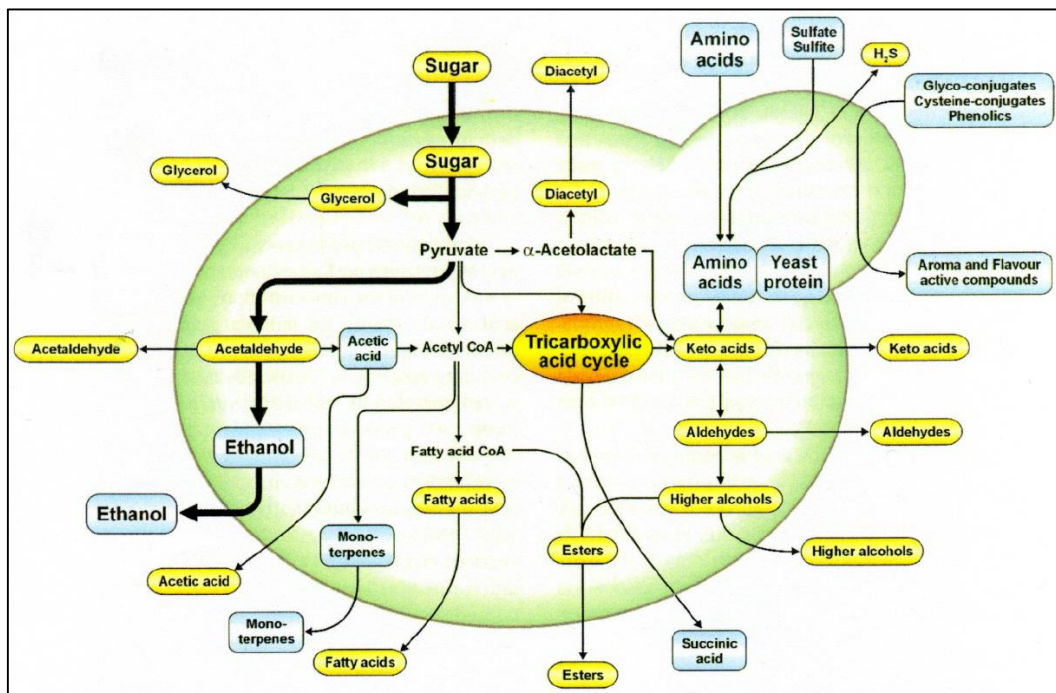 Sugar
Diacetyl
Amino
acids
Sulfate
Sulfite
H₂S
Glyco-conjugates
Cysteine-conjugates
Phenolics
Sugar
Glycerol
Glycerol
Diacetyl
Pyruvate
α-Acetolactate
Amino
acids
Yeast
protein
Aroma and Flavour
active compounds
Acetaldehyde
Acetaldehyde
Acetic
acid
Acetyl CoA
Tricarboxylic
acid cycle
Keto acids
Keto acids
Ethanol
Fatty acid CoA
Aldehydes
Aldehydes
Ethanol
Fatty acids
Higher alcohols
Mono-
terpenes
Esters
Higher alcohols
Acetic acid
Mono-
terpenes
Fatty acids
Esters
Succinic
acid